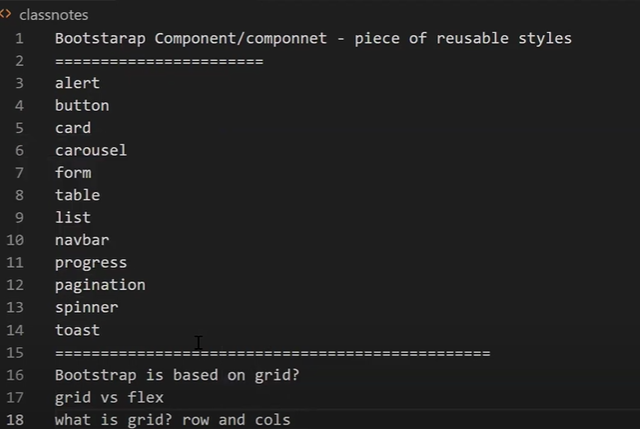 classnotes
1 Bootstarap Component/componnet - piece of reusable styles
2 =======================
3 alert
4 button
5 card
6 carousel
7 form
8 table
9 list
10 navbar
11 progress
12 pagination
13 spinner
14 toast
15 ================================================
16 Bootstrap is based on grid?
17 grid vs flex
18 what is grid? row and cols